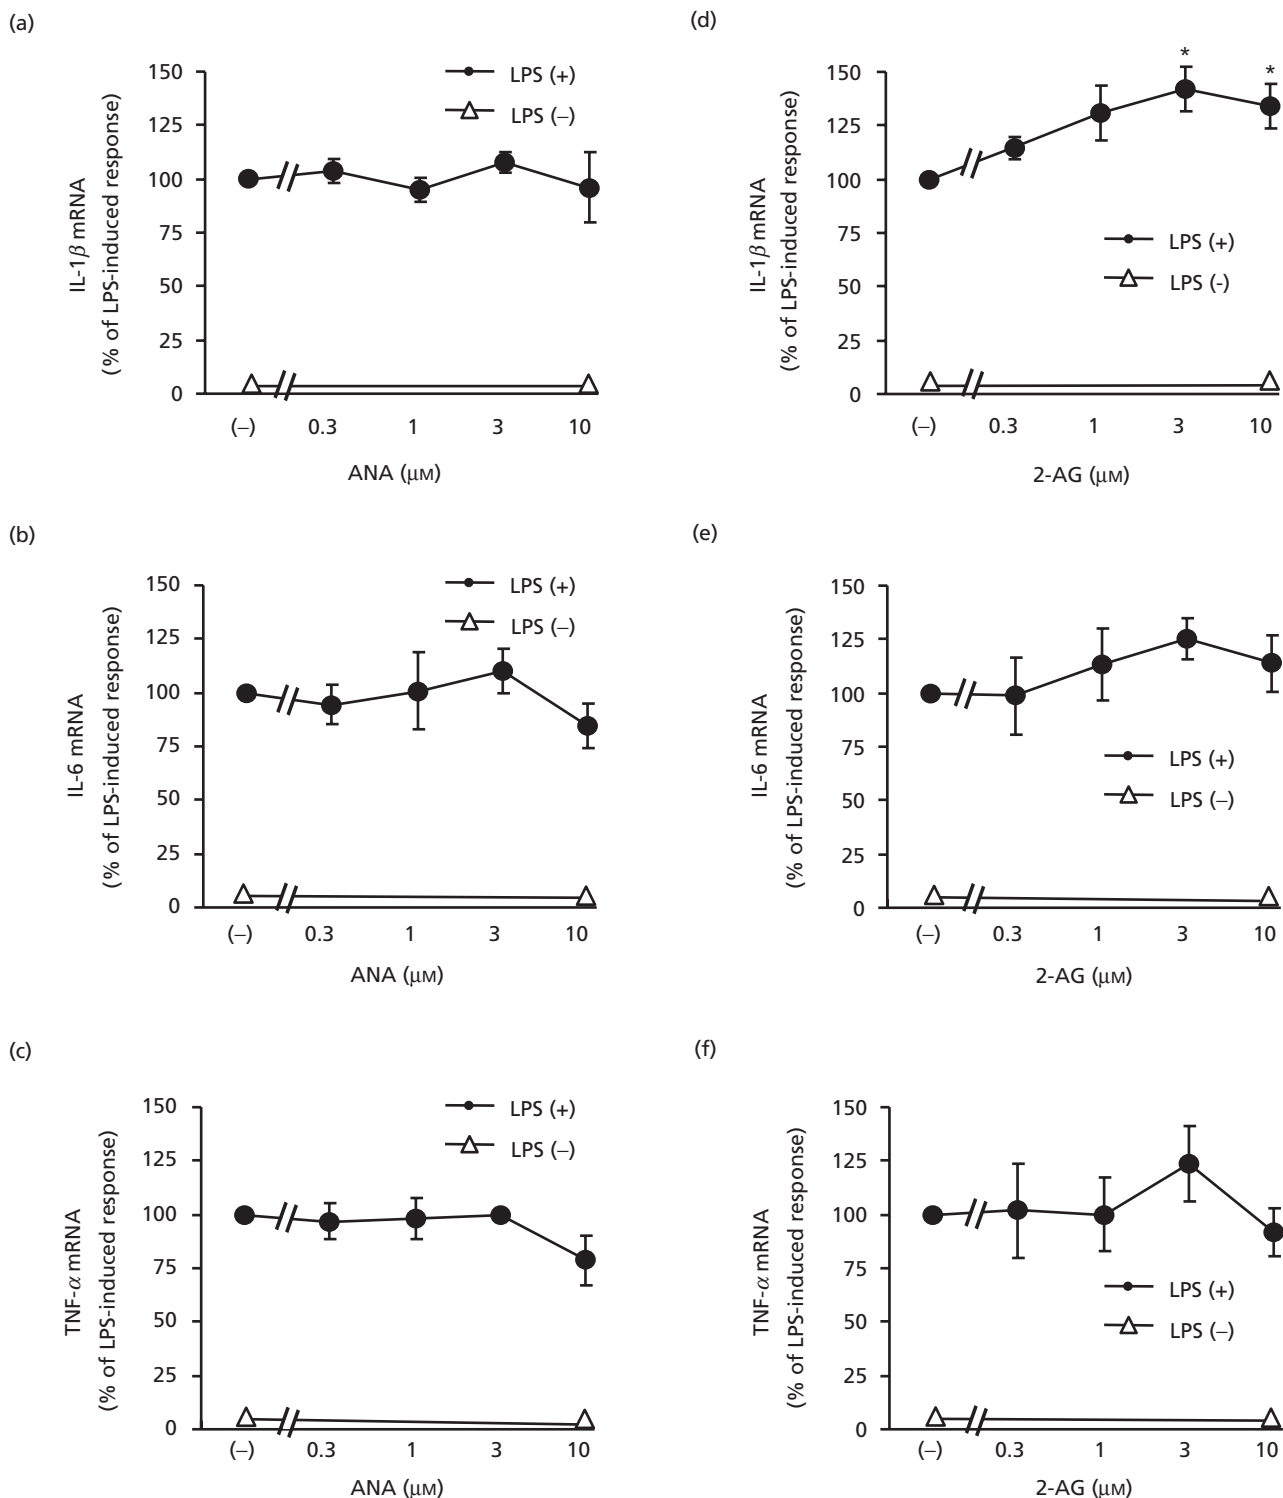 (a)
150
125
100
75
50
25
0
IL-1β mRNA
(% of LPS-induced response)
LPS (+)
LPS (–)
(–) 0.3 1 3 10
ANA (μM)
(d)
150
125
100
75
50
25
0
IL-1β mRNA
(% of LPS-induced response)
*
*
LPS (+)
LPS (-)
(–) 0.3 1 3 10
2-AG (μM)
(b)
150
125
100
75
50
25
0
IL-6 mRNA
(% of LPS-induced response)
LPS (+)
LPS (–)
(–) 0.3 1 3 10
ANA (μM)
(e)
150
125
100
75
50
25
0
IL-6 mRNA
(% of LPS-induced response)
LPS (+)
LPS (–)
(–) 0.3 1 3 10
2-AG (μM)
(c)
150
125
100
75
50
25
0
TNF-α mRNA
(% of LPS-induced response)
LPS (+)
LPS (–)
(–) 0.3 1 3 10
ANA (μM)
(f)
150
125
100
75
50
25
0
TNF-α mRNA
(% of LPS-induced response)
LPS (+)
LPS (–)
(–) 0.3 1 3 10
2-AG (μM)